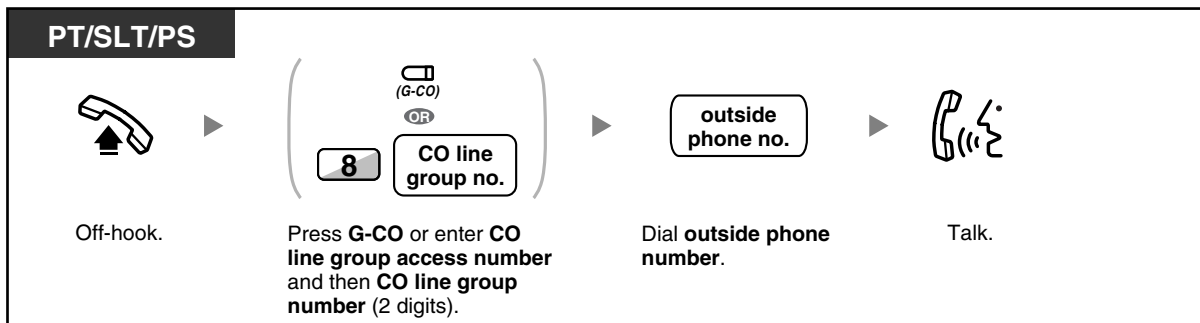 PT/SLT/PS
(G-CO)
OR
8
CO line
group no.
outside
phone no.
Off-hook.
Press G-CO or enter CO
line group access number
and then CO line group
number (2 digits).
Dial outside phone
number.
Talk.